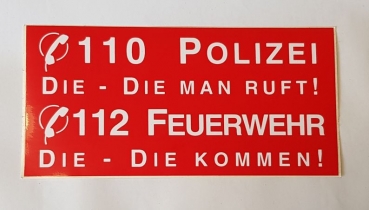 110 POLIZEI
DIE - DIE MAN RUFT!
112 FEUERWEHR
DIE - DIE KOMMEN!